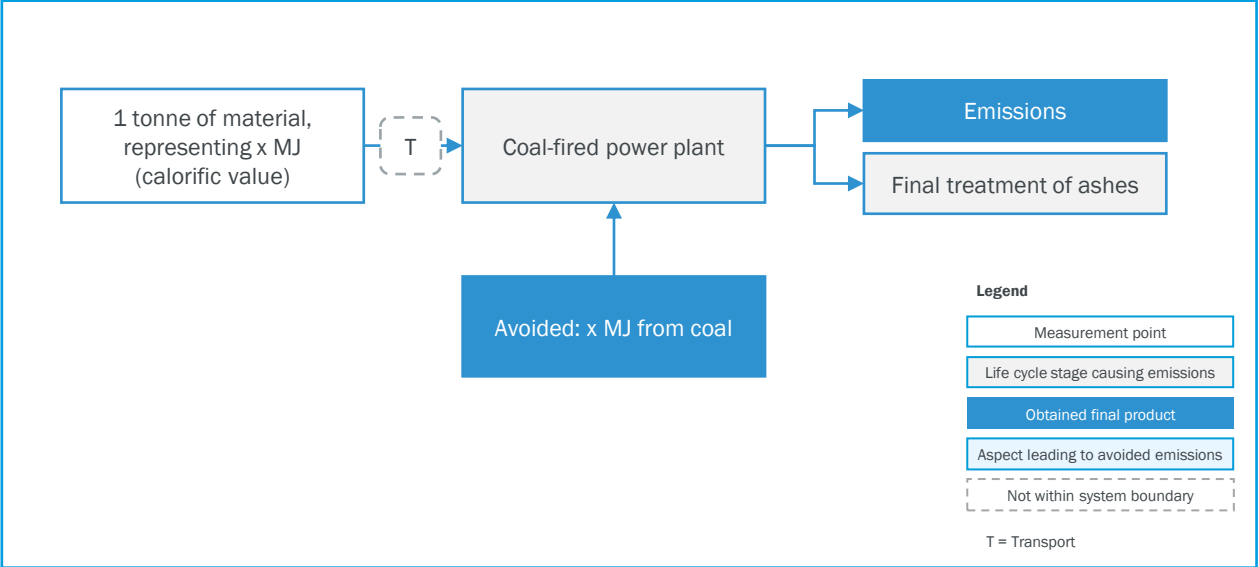 1 tonne of material,
representing x MJ
(calorific value)
T
Coal-fired power plant
Emissions
Final treatment of ashes
Avoided: x MJ from coal
Legend
Measurement point
Life cycle stage causing emissions
Obtained final product
Aspect leading to avoided emissions
Not within system boundary
T = Transport